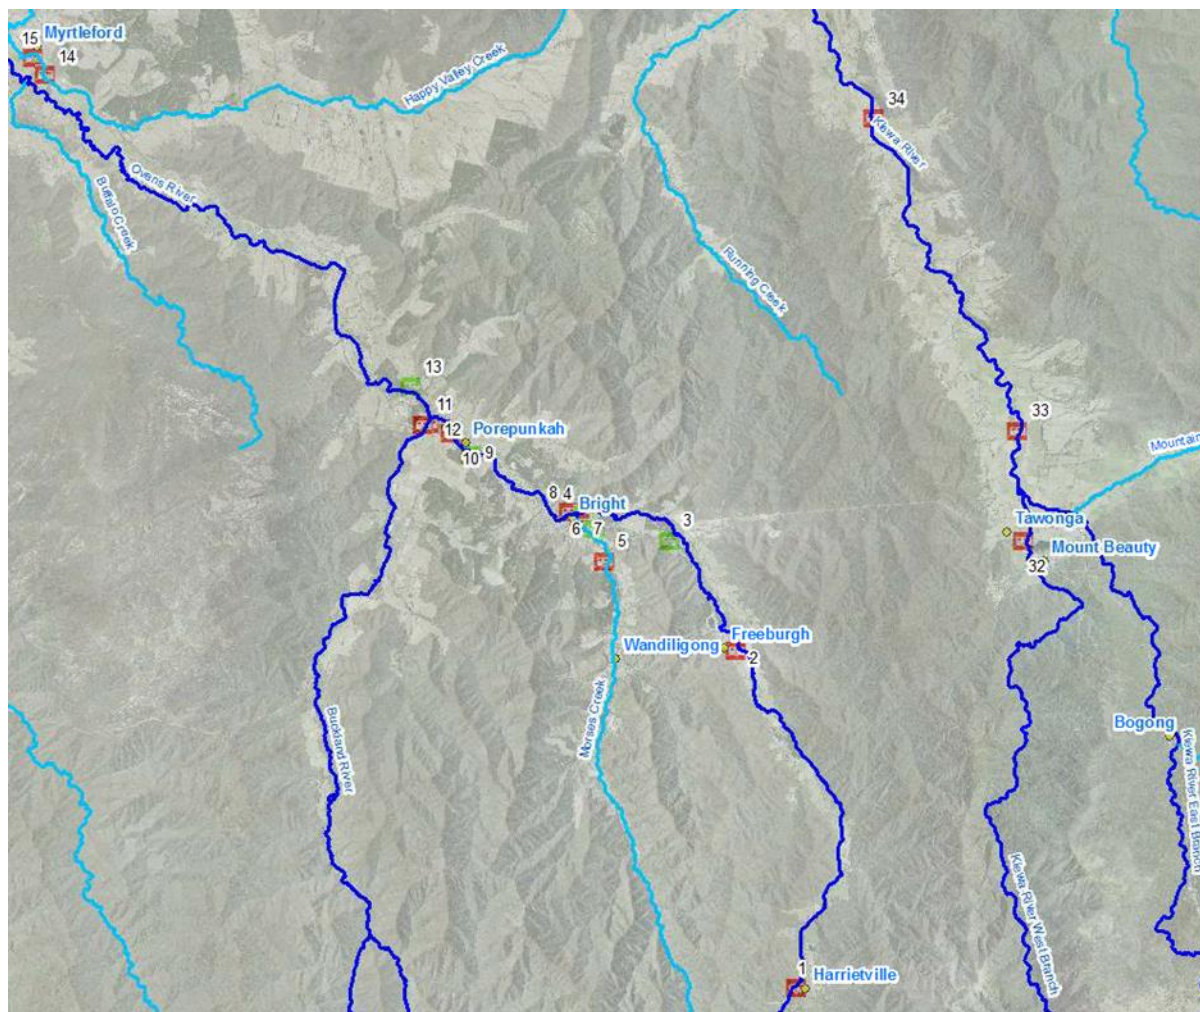 Myrtleford
15
14
Happy Valley Creek
34
Kiewa River
Ovens River
Buffalo Creek
Running Creek
13
11
12
Porepunkah
10
9
33
Mountain
8
4
Bright
3
6
7
5
Tawonga
Mount Beauty
32
Freeburgh
Wandiligong
2
Morses Creek
Buckland River
Bogong
Kiewa River East Branch
Kiewa River West Branch
1
Harrietville